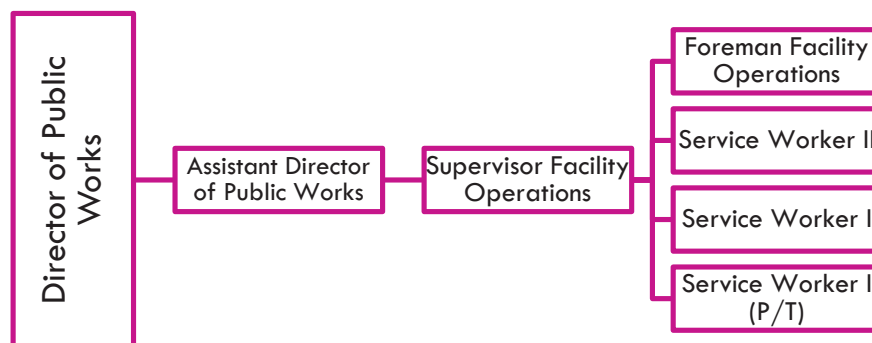 Director of Public
Works
Assistant Director
of Public Works
Supervisor Facility
Operations
Foreman Facility
Operations
Service Worker II
Service Worker I
Service Worker I
(P/T)